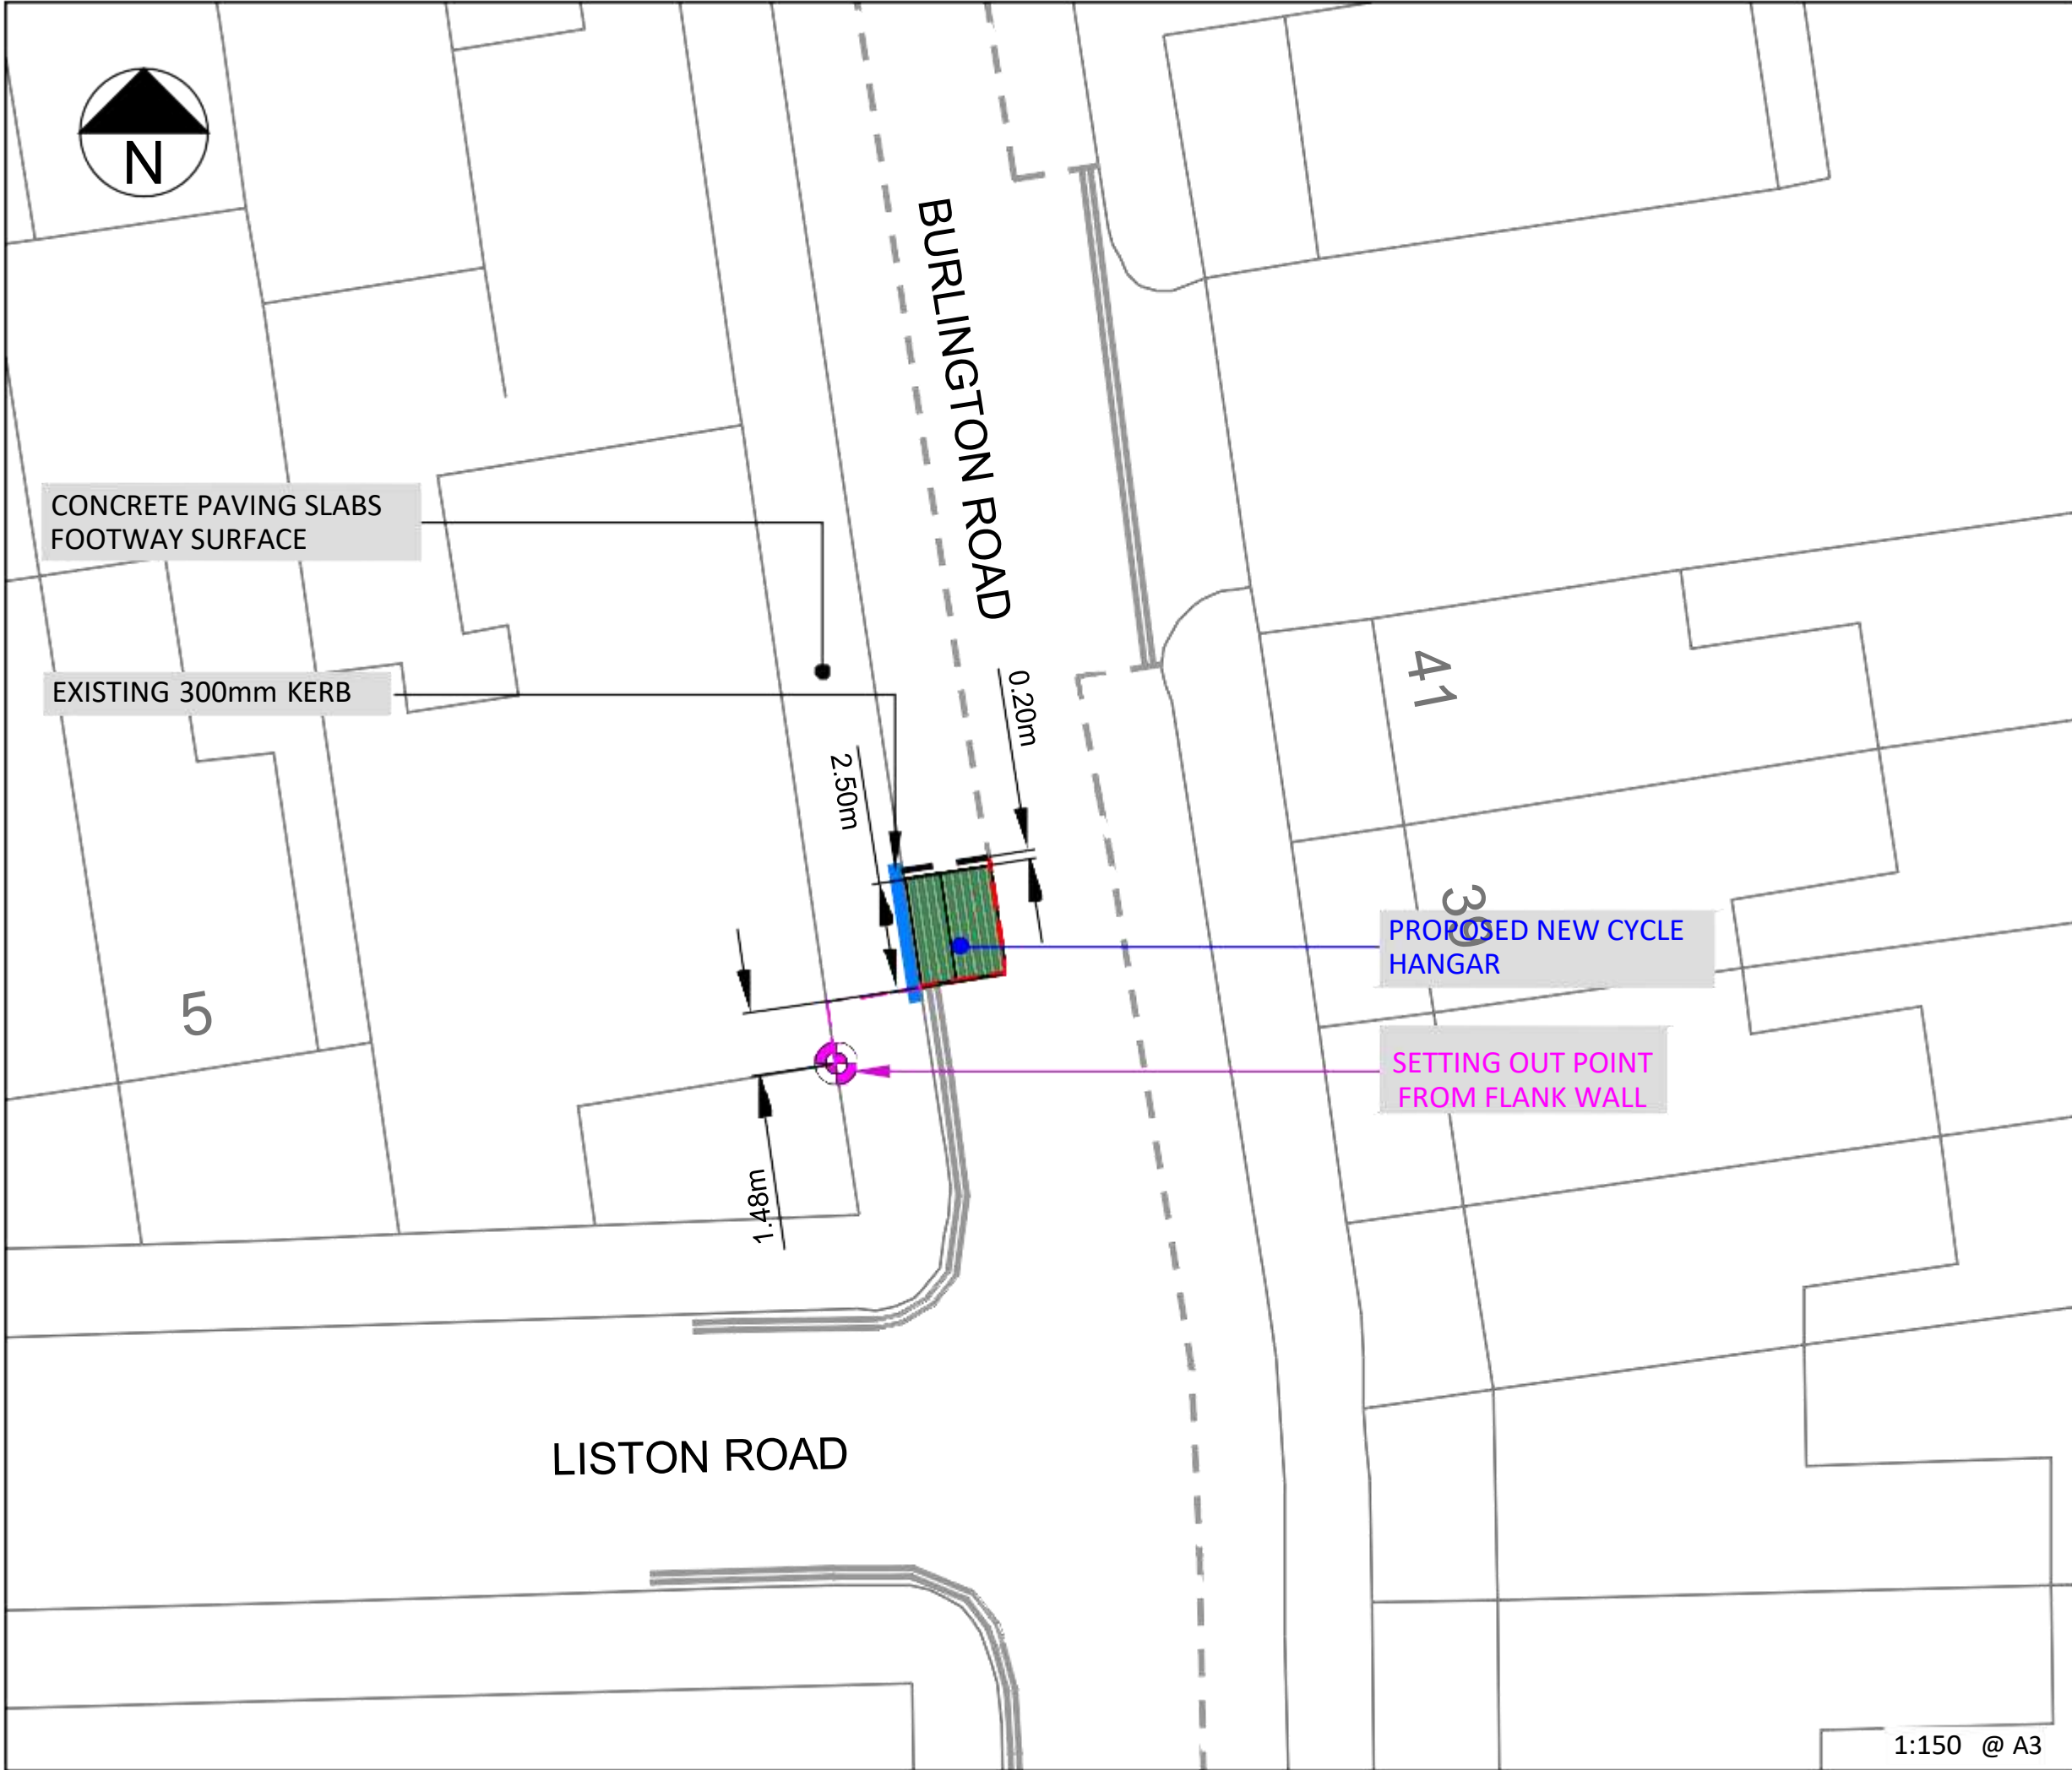 N
BURLINGTON ROAD
CONCRETE PAVING SLABS
FOOTWAY SURFACE
EXISTING 300mm KERB
0.20m
2.50m
41
39
PROPOSED NEW CYCLE
HANGAR
5
SETTING OUT POINT
FROM FLANK WALL
1.48m
LISTON ROAD
1:150 @ A3